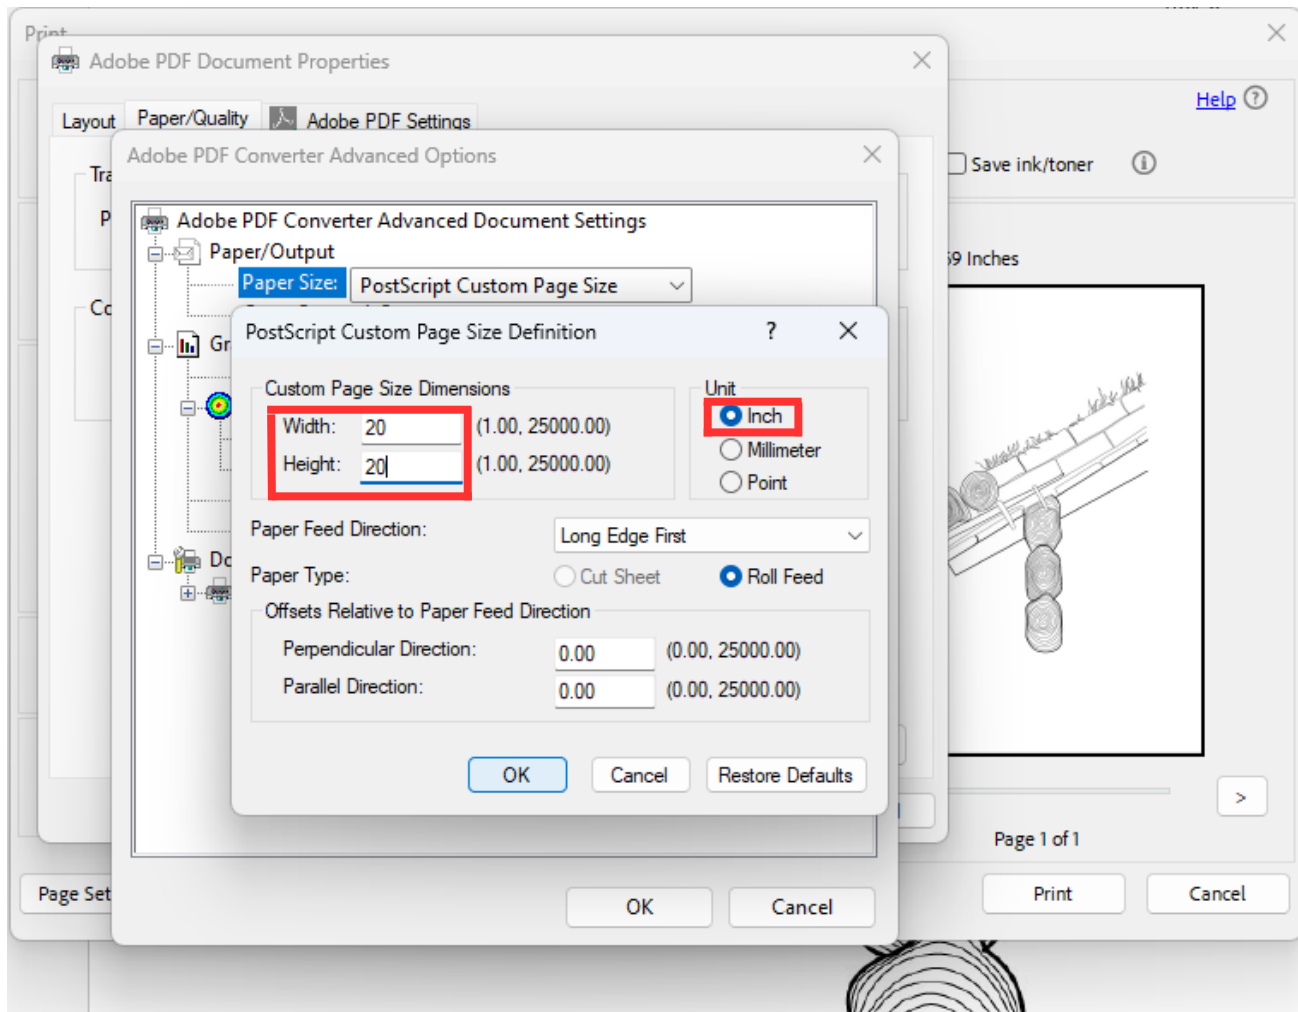 Print
Adobe PDF Document Properties
Help
Layout Paper/Quality Adobe PDF Settings
Adobe PDF Converter Advanced Options
Save ink/toner
Adobe PDF Converter Advanced Document Settings
Paper/Output
Paper Size: PostScript Custom Page Size
Inches
PostScript Custom Page Size Definition ?
Custom Page Size Dimensions
Unit
Width: 20 (1.00, 25000.00)
Inch
Height: 20 (1.00, 25000.00)
Millimeter
Point
Paper Feed Direction: Long Edge First
Paper Type: Cut Sheet Roll Feed
Offsets Relative to Paper Feed Direction
Perpendicular Direction: 0.00 (0.00, 25000.00)
Parallel Direction: 0.00 (0.00, 25000.00)
OK Cancel Restore Defaults
>
Page 1 of 1
Page Set
Print Cancel
OK Cancel